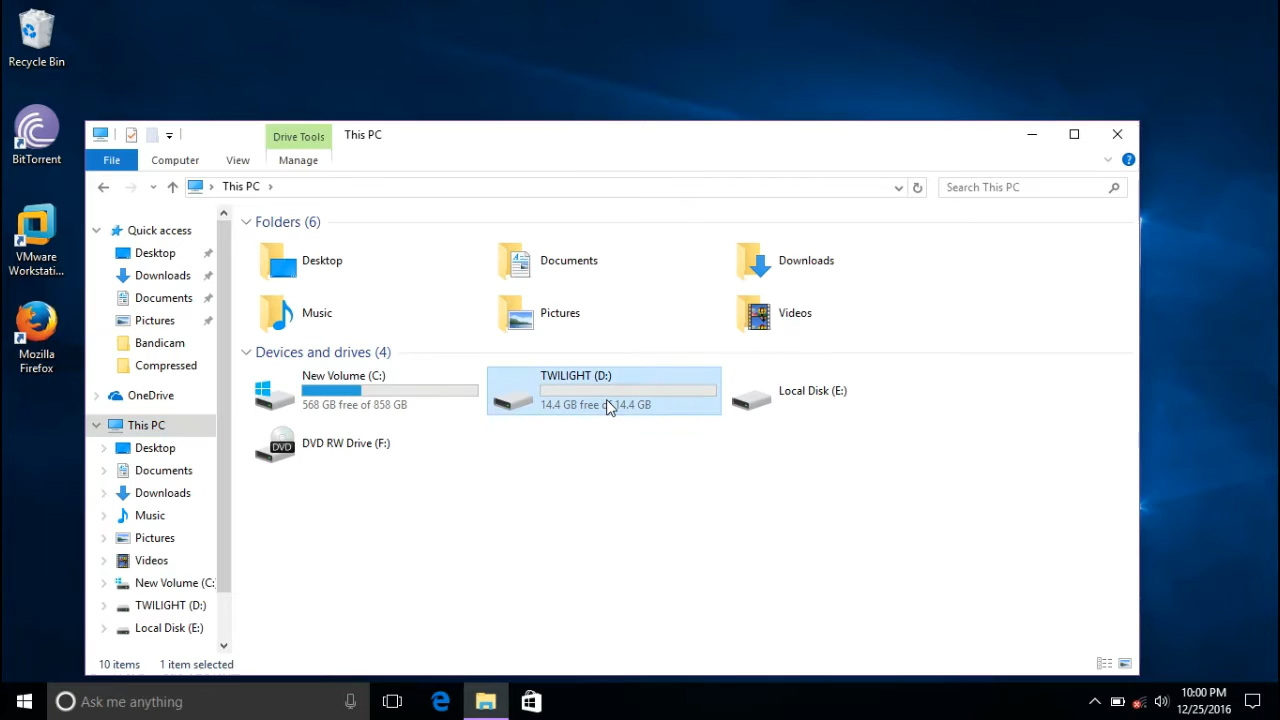 Recycle Bin
BitTorrent
VMware
Workstati...
Mozilla
Firefox
Drive Tools
This PC
File
Computer
View
Manage
This PC
Search This PC
Quick access
Desktop
Downloads
Documents
Pictures
Bandicam
Compressed
OneDrive
This PC
Desktop
Documents
Downloads
Music
Pictures
Videos
New Volume (C:
TWILIGHT (D:)
Local Disk (E:)
Folders (6)
Desktop
Documents
Downloads
Music
Pictures
Videos
Devices and drives (4)
New Volume (C:)
568 GB free of 858 GB
TWILIGHT (D:)
14.4 GB free of 14.4 GB
Local Disk (E:)
DVD
DVD RW Drive (F:)
10 items
1 item selected
Ask me anything
10:00 PM
12/25/2016